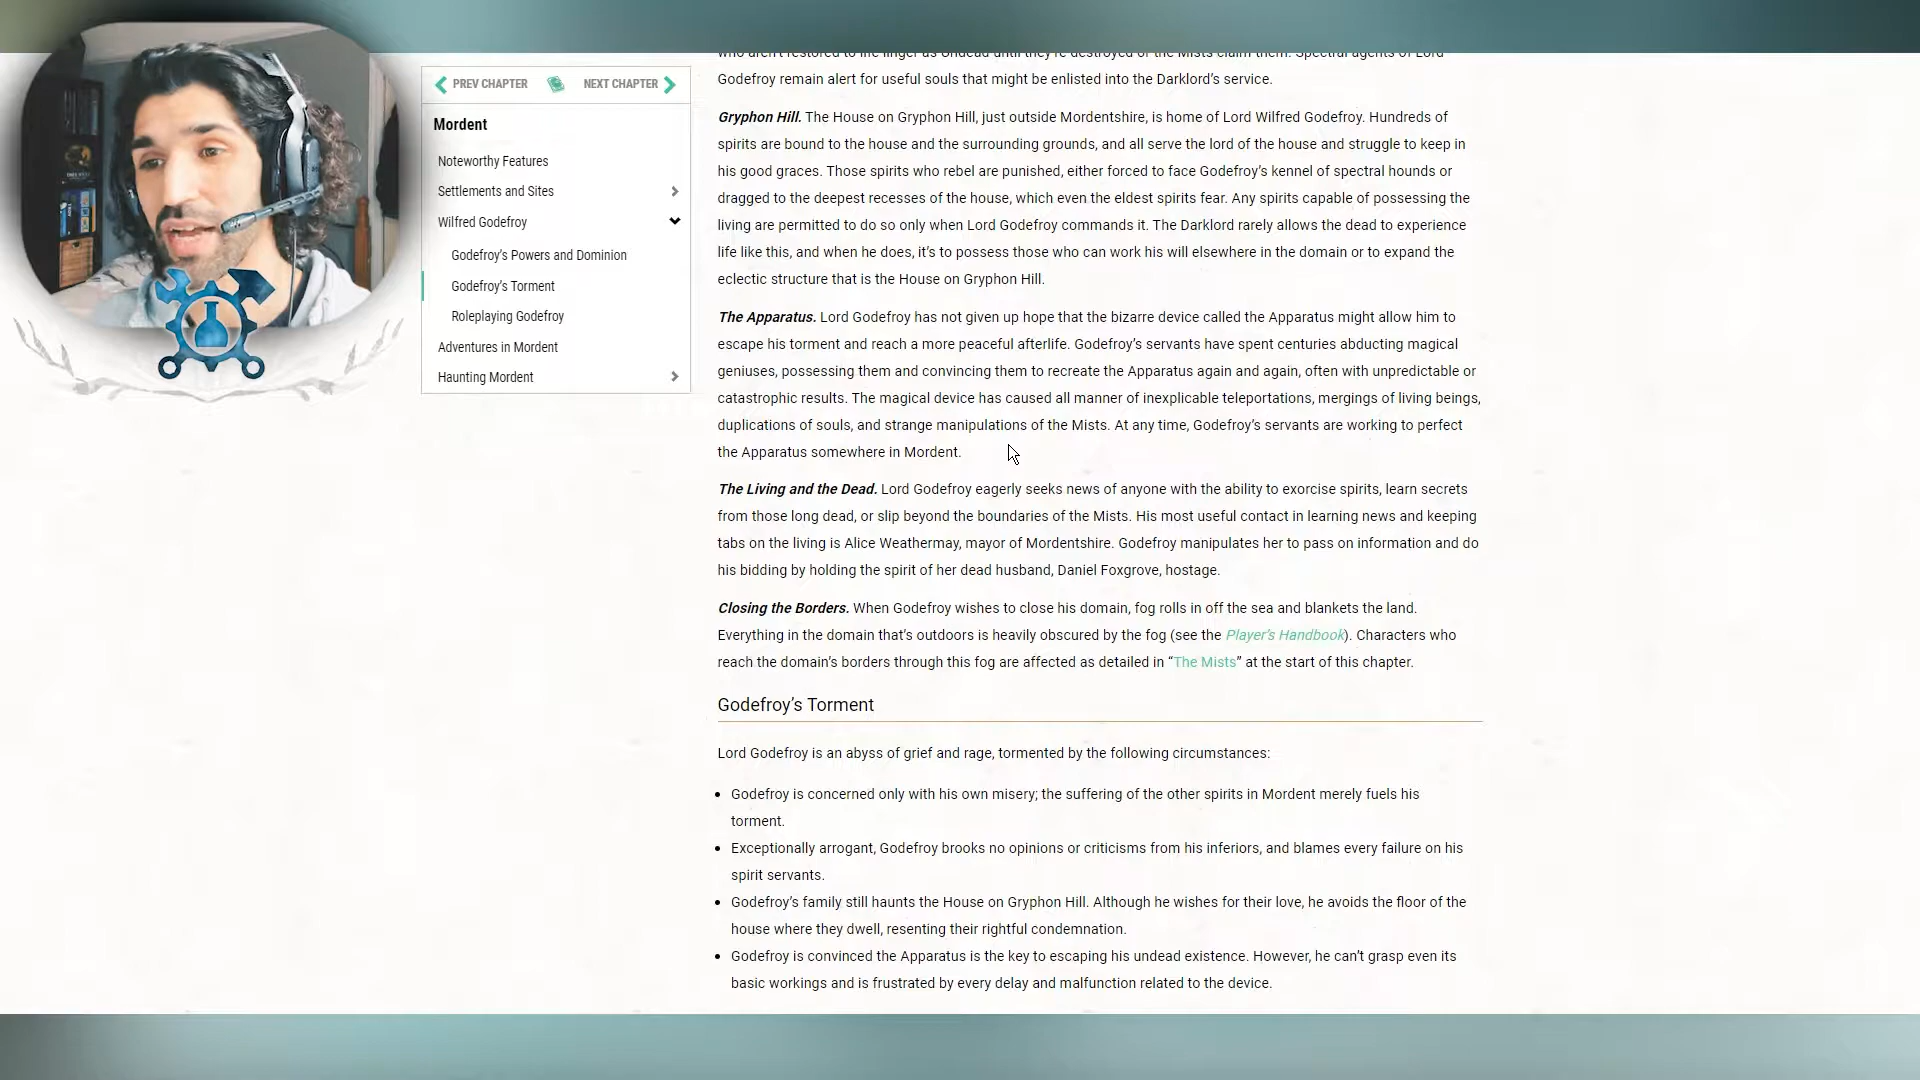 who aren't restored to life linger as Undead until they're destroyed or the Mists claim them. Spectral agents of Lord
Godefroy remain alert for useful souls that might be enlisted into the Darklord's service.
PREV CHAPTER
NEXT CHAPTER
Mordent
Noteworthy Features
Settlements and Sites
Wilfred Godefroy
Godefroy's Powers and Dominion
Godefroy's Torment
Roleplaying Godefroy
Adventures in Mordent
Haunting Mordent
Gryphon Hill. The House on Gryphon Hill, just outside Mordentshire, is home of Lord Wilfred Godefroy. Hundreds of
spirits are bound to the house and the surrounding grounds, and all serve the lord of the house and struggle to keep in
his good graces. Those spirits who rebel are punished, either forced to face Godefroy's kennel of spectral hounds or
dragged to the deepest recesses of the house, which even the eldest spirits fear. Any spirits capable of possessing the
living are permitted to do so only when Lord Godefroy commands it. The Darklord rarely allows the dead to experience
life like this, and when he does, it's to possess those who can work his will elsewhere in the domain or to expand the
eclectic structure that is the House on Gryphon Hill.
The Apparatus. Lord Godefroy has not given up hope that the bizarre device called the Apparatus might allow him to
escape his torment and reach a more peaceful afterlife. Godefroy's servants have spent centuries abducting magical
geniuses, possessing them and convincing them to recreate the Apparatus again and again, often with unpredictable or
catastrophic results. The magical device has caused all manner of inexplicable teleportations, mergings of living beings,
duplications of souls, and strange manipulations of the Mists. At any time, Godefroy's servants are working to perfect
the Apparatus somewhere in Mordent.
The Living and the Dead. Lord Godefroy eagerly seeks news of anyone with the ability to exorcise spirits, learn secrets
from those long dead, or slip beyond the boundaries of the Mists. His most useful contact in learning news and keeping
tabs on the living is Alice Weathermay, mayor of Mordentshire. Godefroy manipulates her to pass on information and do
his bidding by holding the spirit of her dead husband, Daniel Foxgrove, hostage.
Closing the Borders. When Godefroy wishes to close his domain, fog rolls in off the sea and blankets the land.
Everything in the domain that's outdoors is heavily obscured by the fog (see the Player's Handbook). Characters who
reach the domain's borders through this fog are affected as detailed in “The Mists” at the start of this chapter.
Godefroy's Torment
Lord Godefroy is an abyss of grief and rage, tormented by the following circumstances:
• Godefroy is concerned only with his own misery; the suffering of the other spirits in Mordent merely fuels his
torment.
• Exceptionally arrogant, Godefroy brooks no opinions or criticisms from his inferiors, and blames every failure on his
spirit servants.
• Godefroy's family still haunts the House on Gryphon Hill. Although he wishes for their love, he avoids the floor of the
house where they dwell, resenting their rightful condemnation.
• Godefroy is convinced the Apparatus is the key to escaping his undead existence. However, he can't grasp even its
basic workings and is frustrated by every delay and malfunction related to the device.